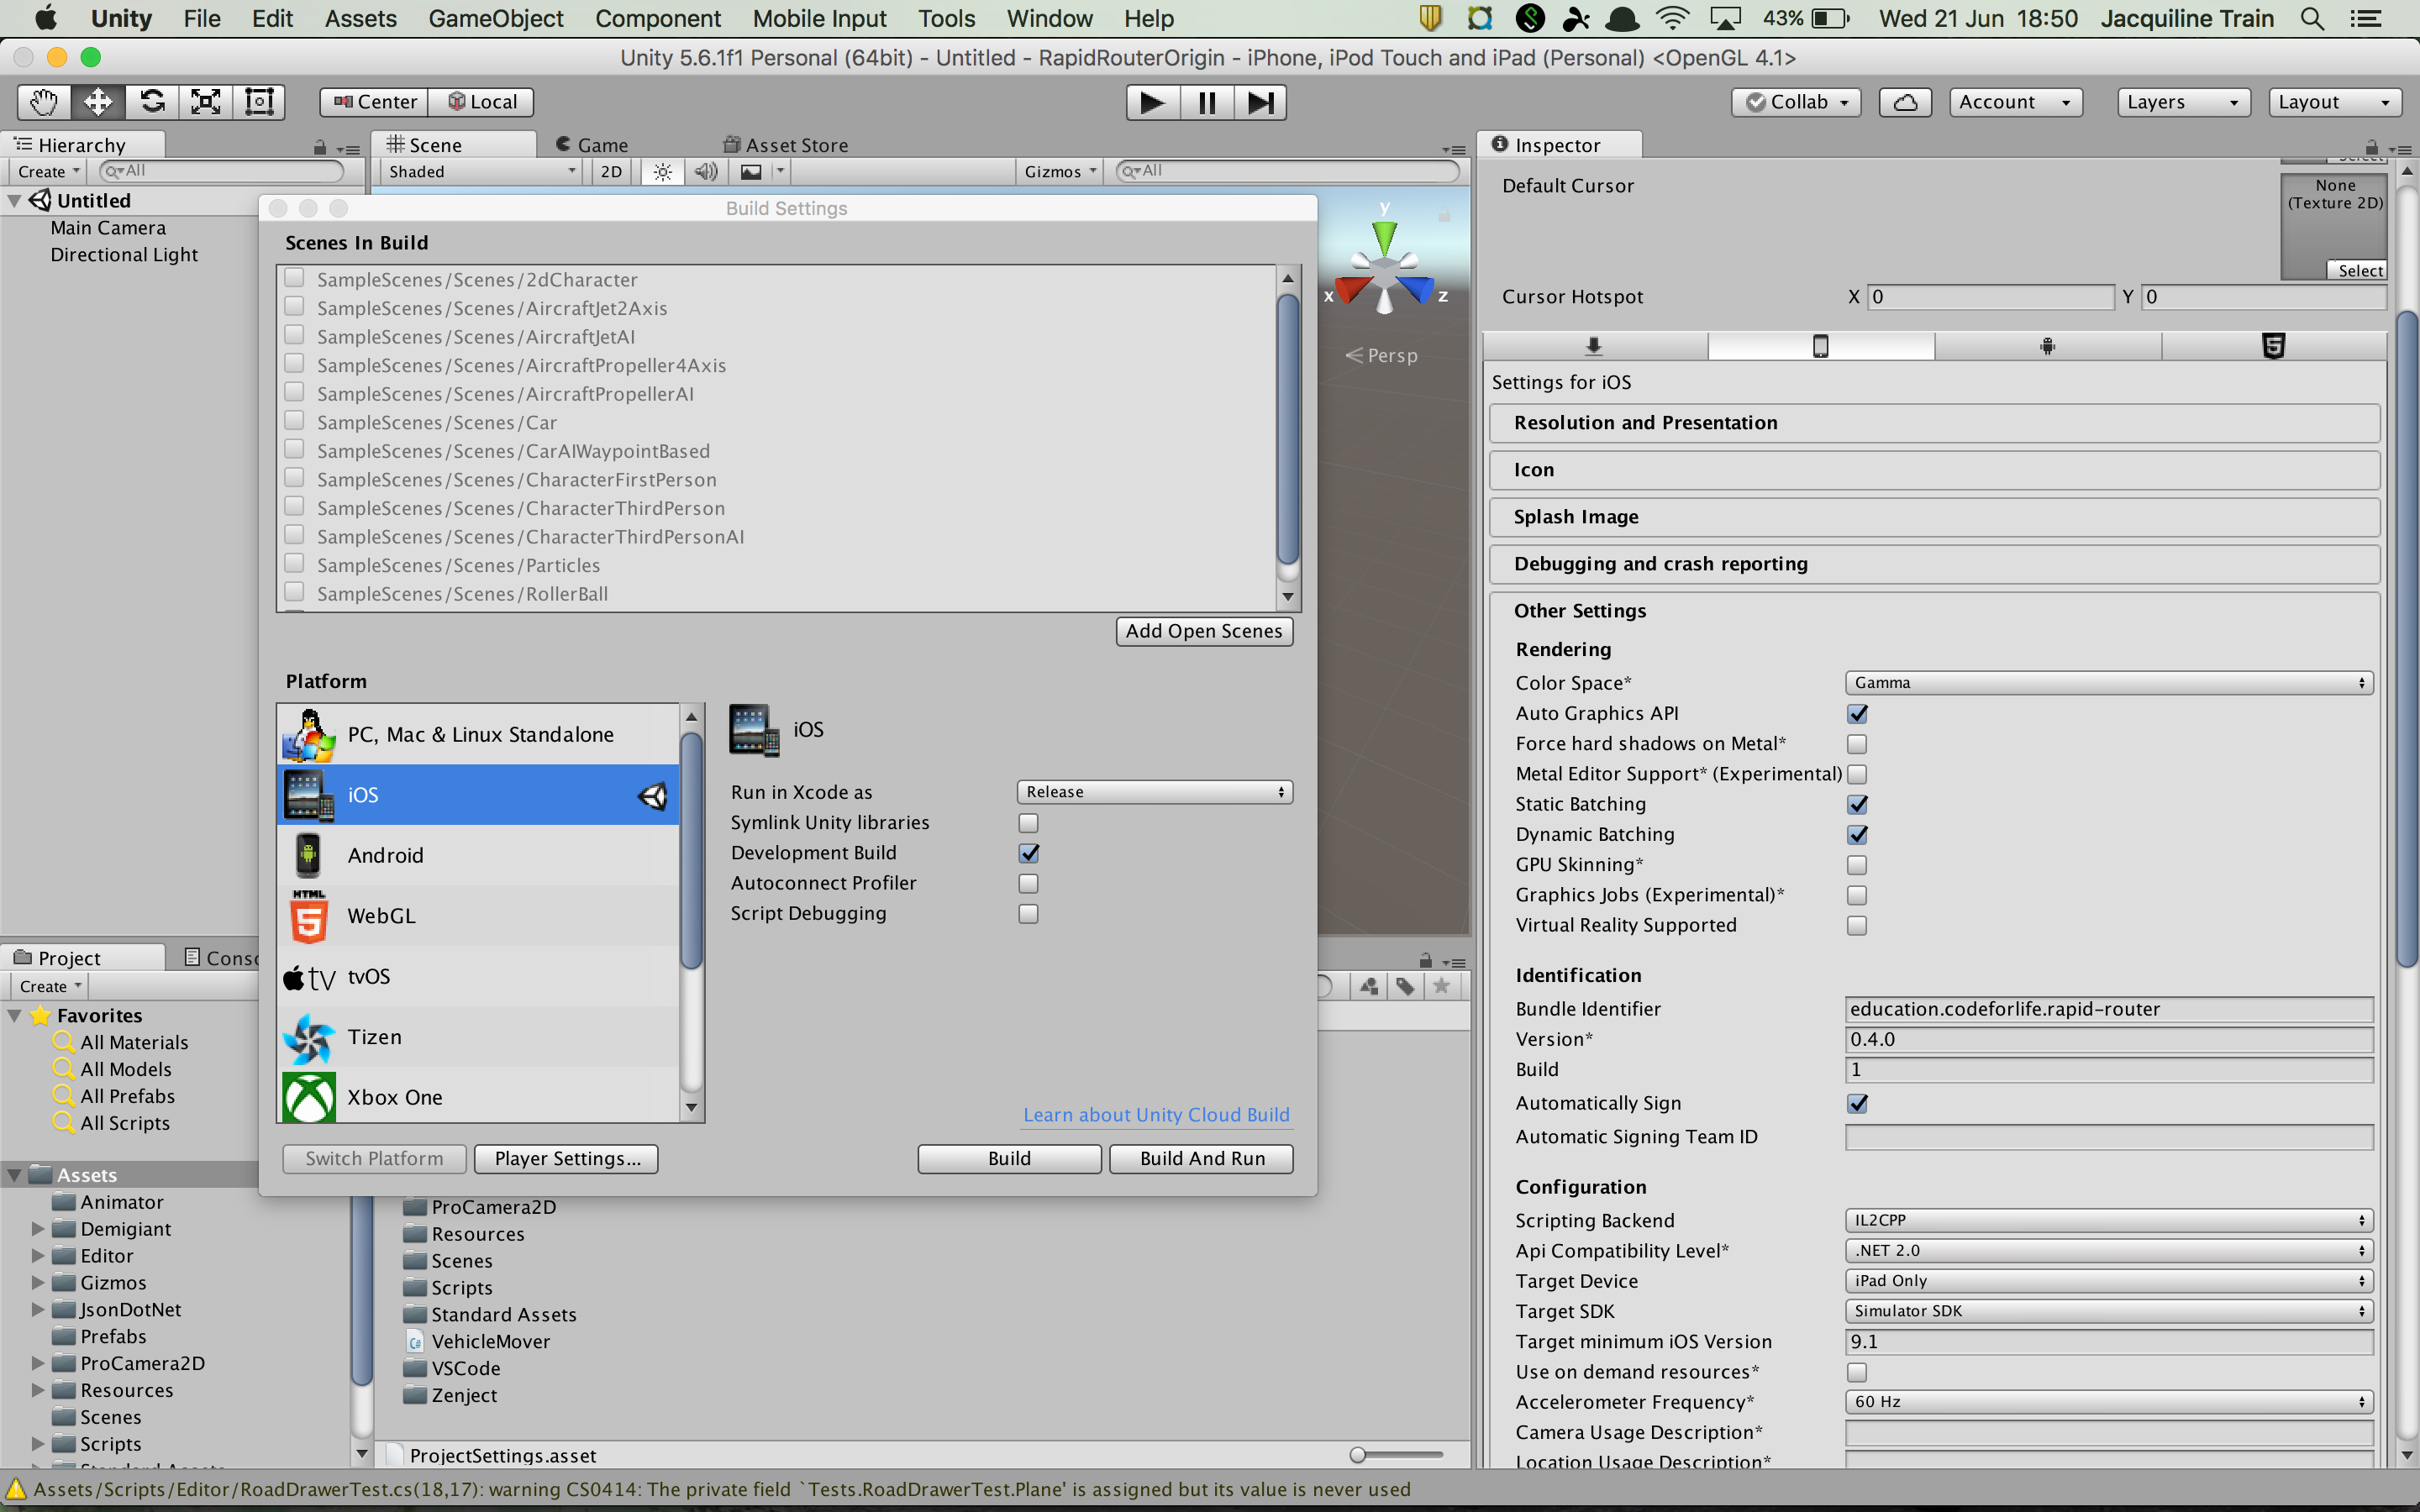 Unity File Edit Assets GameObject Component Mobile Input Tools Window Help 43% Wed 21 Jun 18:50 Jacquiline Train
Unity 5.6.1f1 Personal (64bit) - Untitled - RapidRouterOrigin - iPhone, iPod Touch and iPad (Personal) <OpenGL 4.1>
Center Local Collab Account Layers Layout
Hierarchy
Create All
Untitled
Main Camera
Directional Light
Scene Game Asset Store
Shaded 2D Gizmos All
y
x z
Persp
Build Settings
Scenes In Build
SampleScenes/Scenes/2dCharacter
SampleScenes/Scenes/AircraftJet2Axis
SampleScenes/Scenes/AircraftJetAI
SampleScenes/Scenes/AircraftPropeller4Axis
SampleScenes/Scenes/AircraftPropellerAI
SampleScenes/Scenes/Car
SampleScenes/Scenes/CarAIWaypointBased
SampleScenes/Scenes/CharacterFirstPerson
SampleScenes/Scenes/CharacterThirdPerson
SampleScenes/Scenes/CharacterThirdPersonAI
SampleScenes/Scenes/Particles
SampleScenes/Scenes/RollerBall
Add Open Scenes
Platform
PC, Mac & Linux Standalone
iOS
Android
HTML 5 WebGL
tv tvOS
Tizen
Xbox One
iOS
Run in Xcode as Release
Symlink Unity libraries
Development Build
Autoconnect Profiler
Script Debugging
Learn about Unity Cloud Build
Switch Platform Player Settings... Build Build And Run
Project Conso
Create
Favorites
All Materials
All Models
All Prefabs
All Scripts
Assets
Animator
Demigiant
Editor
Gizmos
JsonDotNet
Prefabs
ProCamera2D
Resources
Scenes
Scripts
Standard Assets
ProCamera2D
Resources
Scenes
Scripts
Standard Assets
C# VehicleMover
VSCode
Zenject
ProjectSettings.asset
Inspector
Select
Default Cursor None
(Texture 2D)
Select
Cursor Hotspot X 0 Y 0
5
Settings for iOS
Resolution and Presentation
Icon
Splash Image
Debugging and crash reporting
Other Settings
Rendering
Color Space* Gamma
Auto Graphics API
Force hard shadows on Metal*
Metal Editor Support* (Experimental)
Static Batching
Dynamic Batching
GPU Skinning*
Graphics Jobs (Experimental)*
Virtual Reality Supported
Identification
Bundle Identifier education.codeforlife.rapid-router
Version* 0.4.0
Build 1
Automatically Sign
Automatic Signing Team ID
Configuration
Scripting Backend IL2CPP
Api Compatibility Level* .NET 2.0
Target Device iPad Only
Target SDK Simulator SDK
Target minimum iOS Version 9.1
Use on demand resources*
Accelerometer Frequency* 60 Hz
Camera Usage Description*
Location Usage Description*
Assets/Scripts/Editor/RoadDrawerTest.cs(18,17): warning CS0414: The private field `Tests.RoadDrawerTest.Plane' is assigned but its value is never used